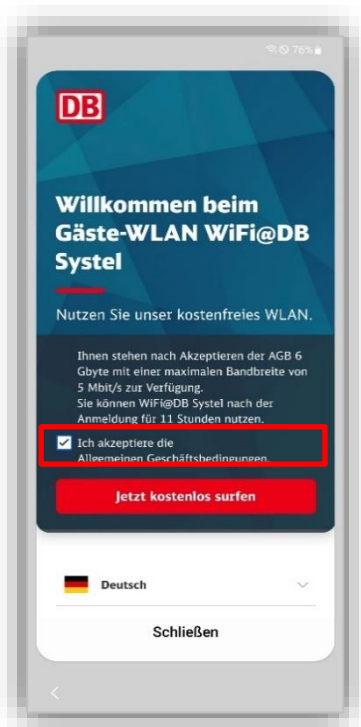 76%
DB
Willkommen beim
Gäste-WLAN WiFi@DB
Systel
Nutzen Sie unser kostenfreies WLAN.
Ihnen stehen nach Akzeptieren der AGB 6
Gbyte mit einer maximalen Bandbreite von
5 Mbit/s zur Verfügung.
Sie können WiFi@DB Systel nach der
Anmeldung für 11 Stunden nutzen.
Ich akzeptiere die
Allgemeinen Geschäftsbedingungen.
Jetzt kostenlos surfen
Deutsch
Schließen